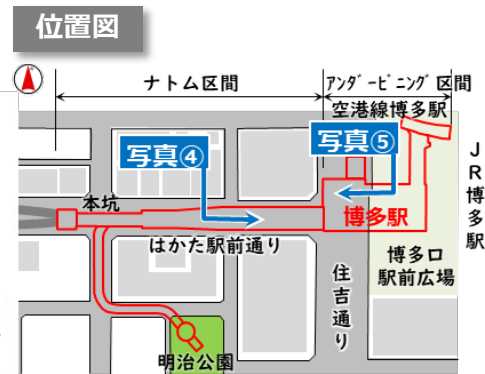 位置図
ナトム区間
アンダーピニング区間
空港線博多駅
写真⑤
写真④
JR博多駅
本坑
博多駅
はかた駅前通り
博多口
駅前広場
住吉通り
明治公園